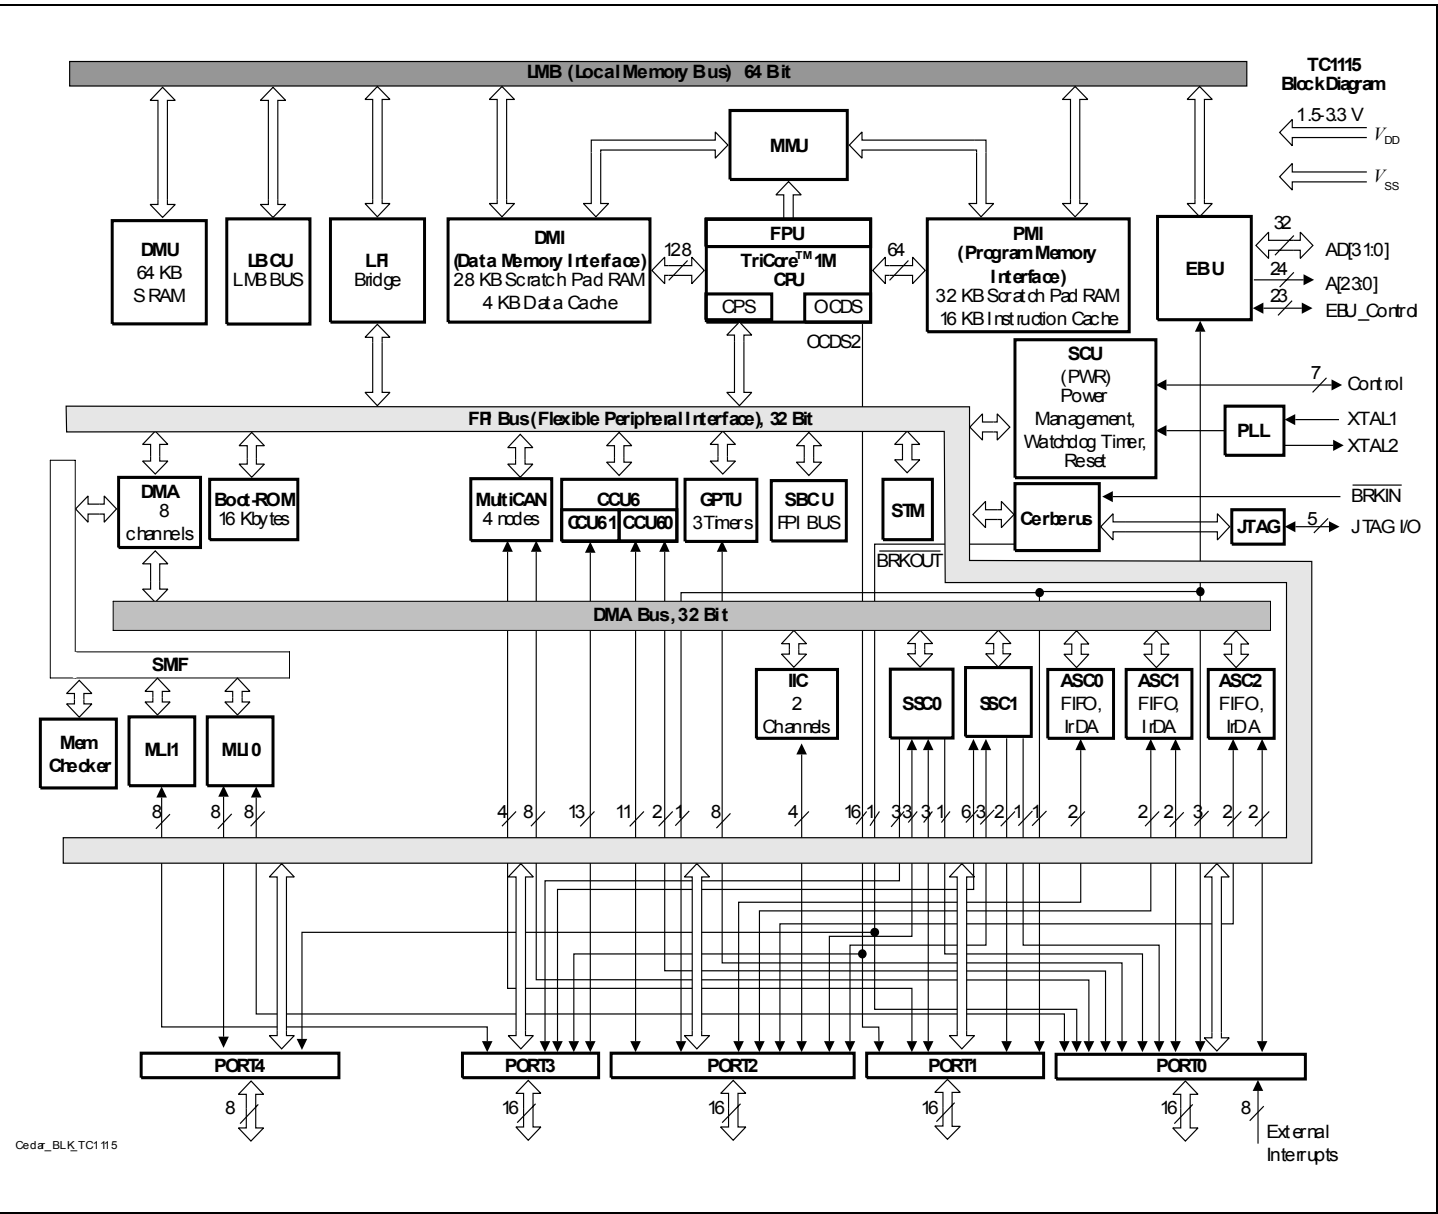 LMB (Local Memory Bus) 64 Bit
TC1115
Block Diagram
1.5-3.3 V
VDD
VSS
MMU
DMU
64 KB
SRAM
LBCU
LMB BUS
LFI
Bridge
DMI
(Data Memory Interface)
28 KB Scratch Pad RAM
4 KB Data Cache
128
FPU
TriCore™ 1M
CPU
CPS
OCDS
64
PMI
(Program Memory
Interface)
32 KB Scratch Pad RAM
16 KB Instruction Cache
EBU
32
AD[31:0]
24
A[23:0]
23
EBU_Control
OCDS2
SCU
(PWR)
Power
Management,
Watchdog Timer,
Reset
7
Control
PLL
XTAL1
XTAL2
FPI Bus (Flexible Peripheral Interface), 32 Bit
DMA
8
channels
Boot-ROM
16 Kbytes
MultiCAN
4 nodes
CCU6
CCU61
CCU60
GPTU
3 Timers
SBCU
FPI BUS
STM
Cerberus
BRKIN
JTAG
5
JTAG I/O
BRKOUT
DMA Bus, 32 Bit
SMF
Mem
Checker
MLI1
MLI0
IIC
2
Channels
SSC0
SSC1
ASC0
FIFO,
IrDA
ASC1
FIFO,
IrDA
ASC2
FIFO,
IrDA
8 8 8 4 8 13 11 2 1 8 4 16 1 3 3 3 1 6 3 2 1 1 2 2 2 3 2 2
PORT4
PORT3
PORT2
PORT1
PORT0
8
16
16
16
16
8
External
Interrupts
Cedar_BLK_TC1115